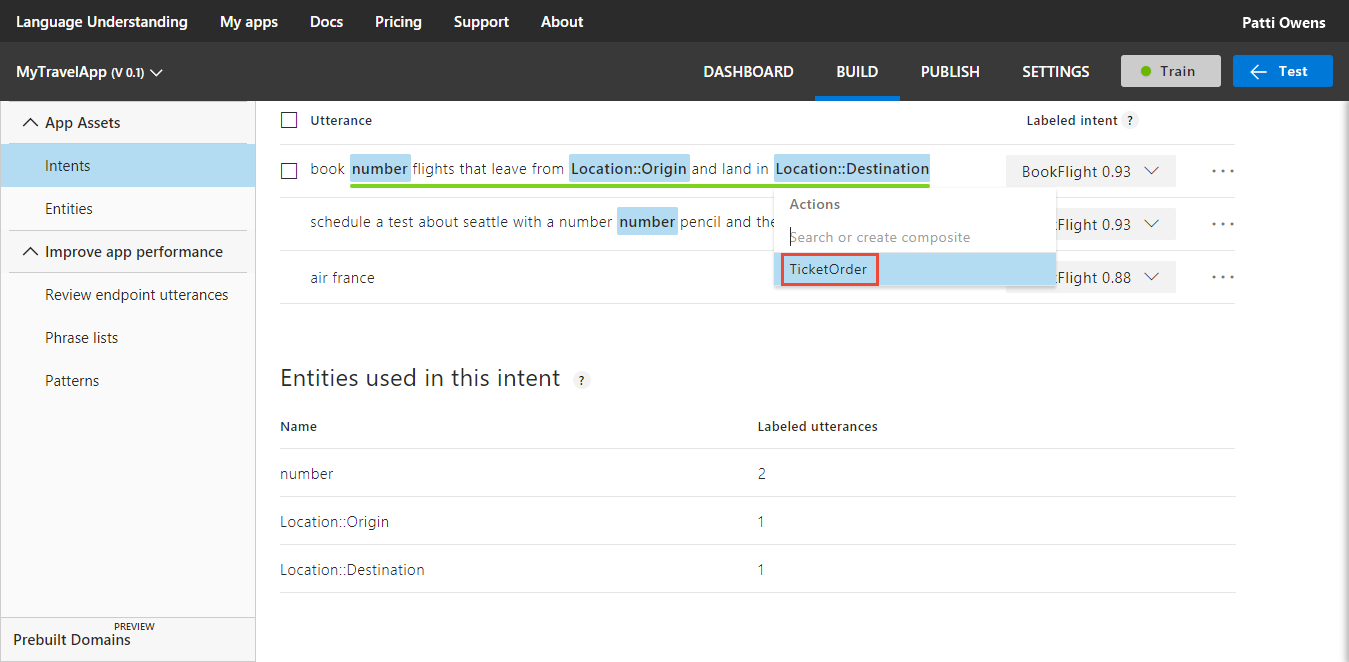 Language Understanding My apps Docs Pricing Support About Patti Owens
MyTravelApp (V 0.1) DASHBOARD BUILD PUBLISH SETTINGS Train Test
App Assets
Intents
Entities
Improve app performance
Review endpoint utterances
Phrase lists
Patterns
PREVIEW
Prebuilt Domains
Utterance Labeled intent ?
book number flights that leave from Location::Origin and land in Location::Destination BookFlight 0.93 ...
schedule a test about seattle with a number number pencil and the Flight 0.93 ...
air france Flight 0.88 ...
Actions
Search or create composite
TicketOrder
Entities used in this intent ?
Name Labeled utterances
number 2
Location::Origin 1
Location::Destination 1